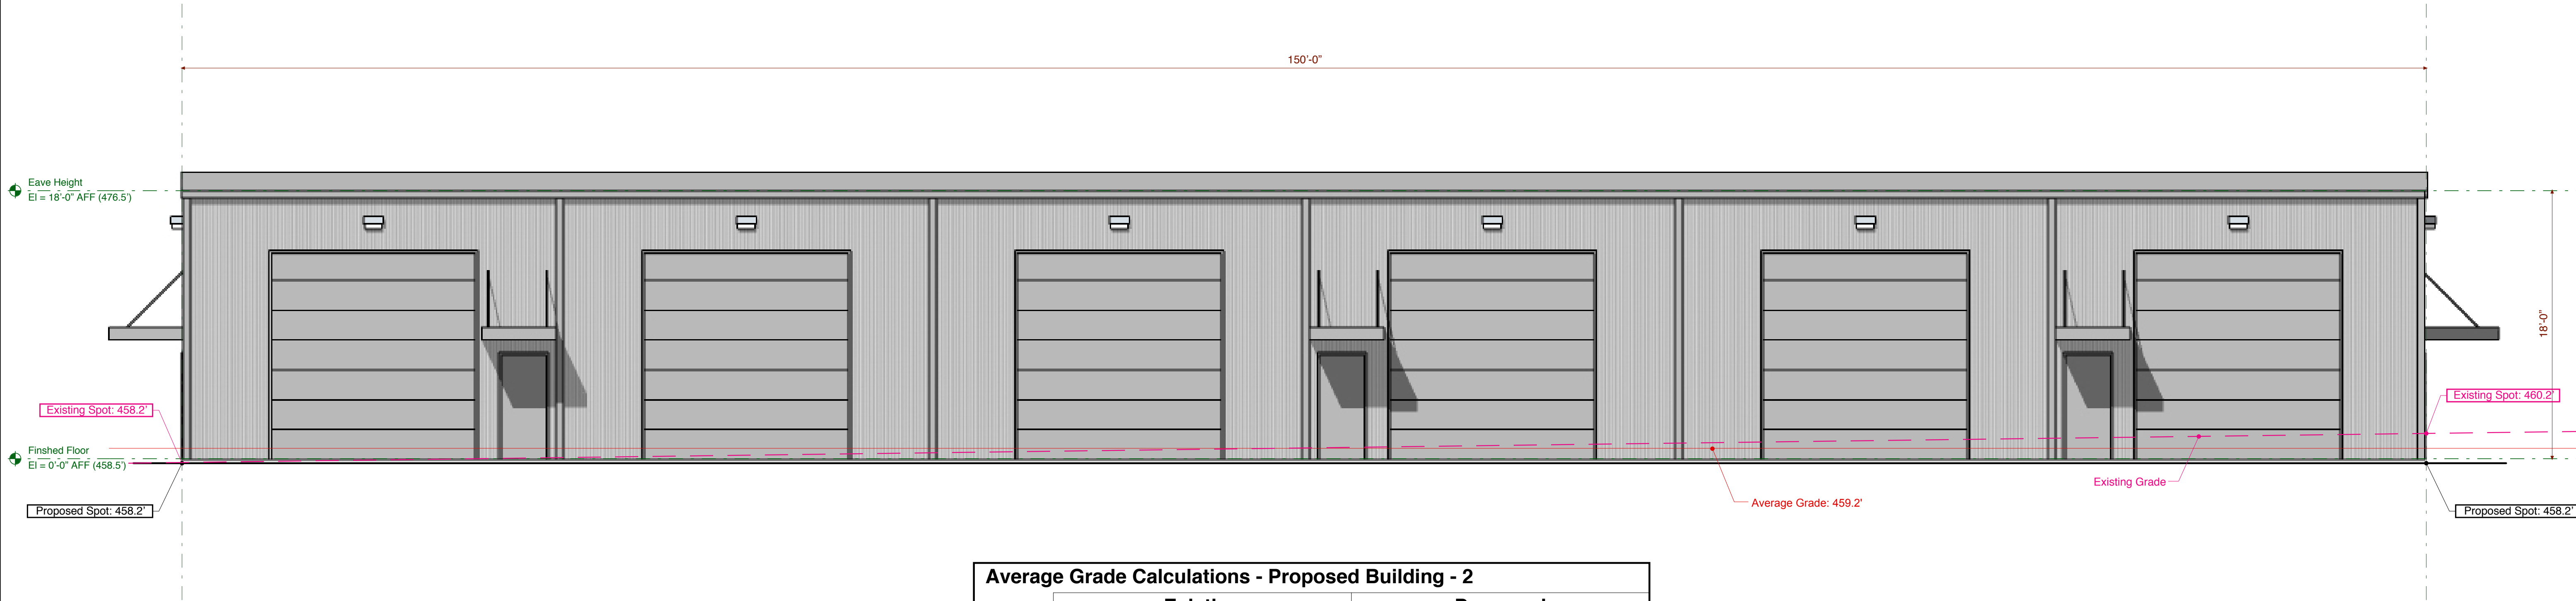 150'-0"
Eave Height
El = 18'-0" AFF (476.5')
18'-0"
Existing Spot: 458.2'
Existing Spot: 460.2'
Finshed Floor
El = 0'-0" AFF (458.5')
Existing Grade
Average Grade: 459.2'
Proposed Spot: 458.2'
Proposed Spot: 458.2'
Average Grade Calculations - Proposed Building - 2